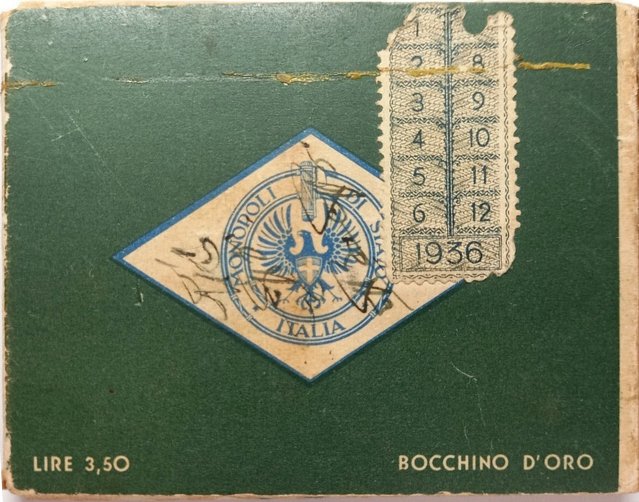 1
2 8
3 9
4 10
5 11
6 12
1936
MONOPOLI DI STATO
ITALIA
LIRE 3,50
BOCCHINO D'ORO